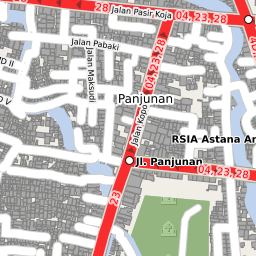 28
Jalan Pasir Koja
04, 23, 28
Jalan Pabaki
Jalan Maksudi
04, 23, 28
Panjunan
Jalan Kopo
RSIA Astana An
Jl. Panjunan
04, 23, 28
23